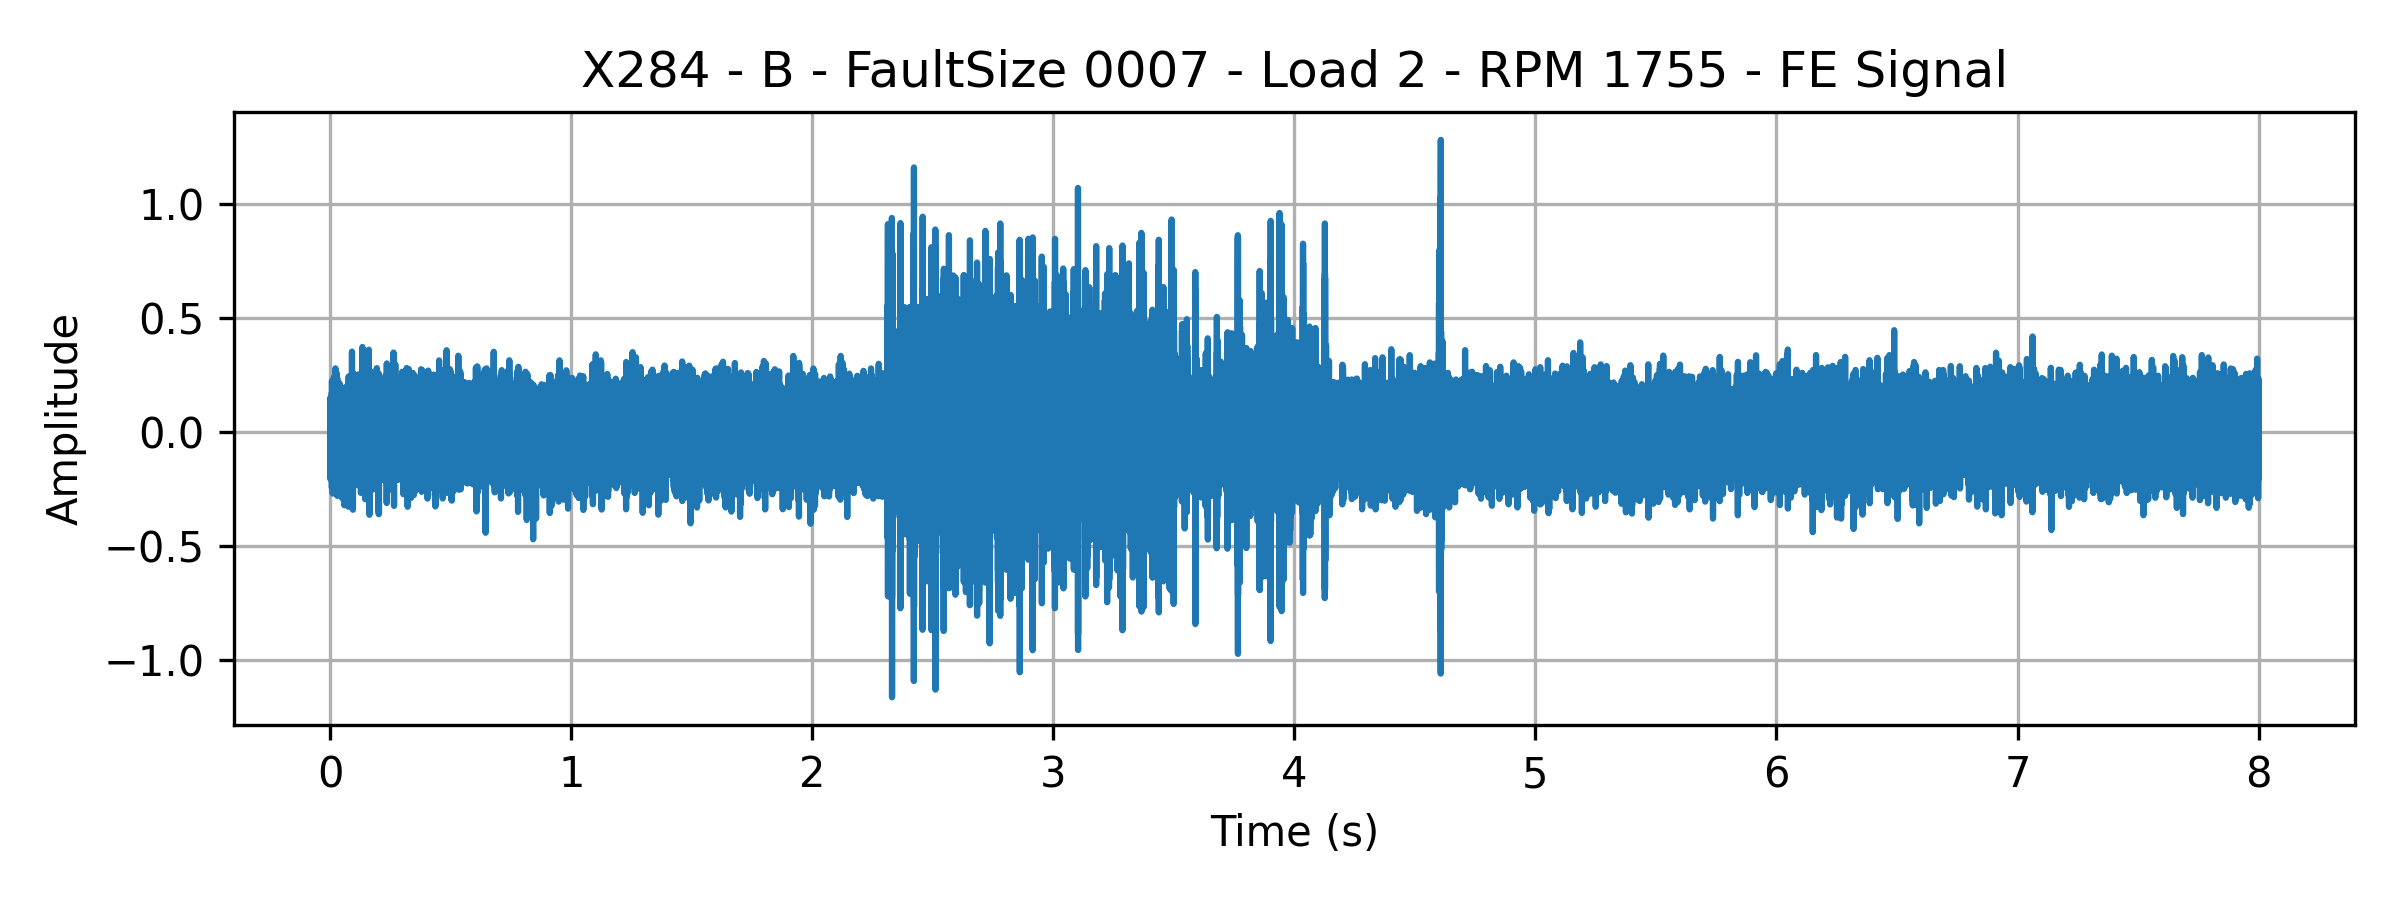 X284 - B - FaultSize 0007 - Load 2 - RPM 1755 - FE Signal
Amplitude
1.0
0.5
0.0
−0.5
−1.0
0 1 2 3 4 5 6 7 8
Time (s)